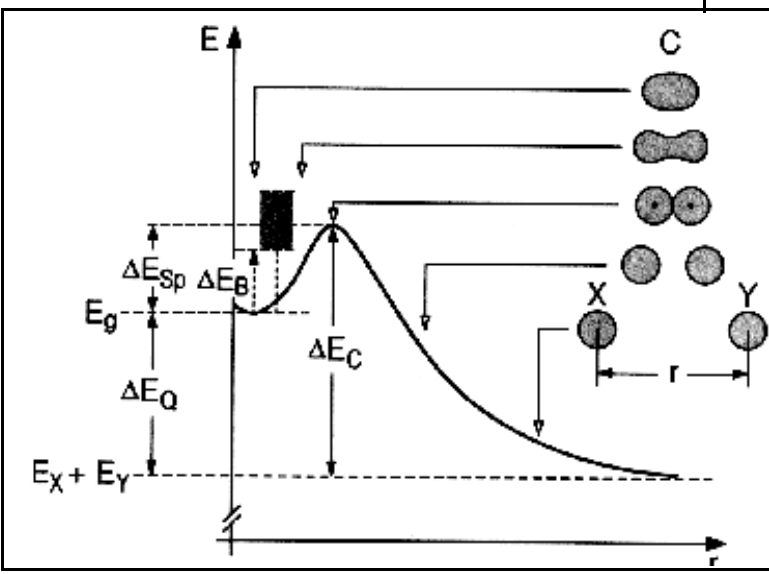 E
C
ΔE_Sp ΔE_B
E_g
X Y
ΔE_C
r
ΔE_Q
E_X + E_Y
r